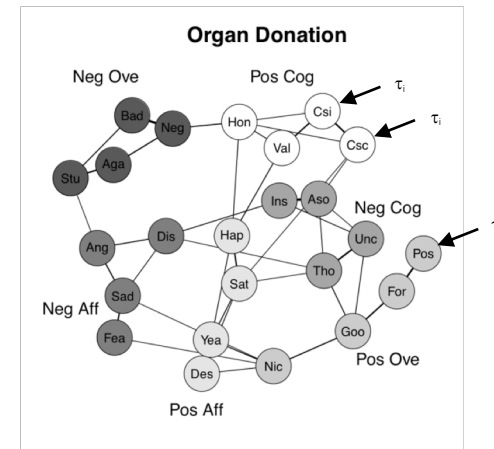 Organ Donation
Neg Ove
Pos Cog
Bad
Neg
Hon
Csi
τi
Val
Csc
τi
Stu
Aga
Ins
Aso
Neg Cog
Ang
Dis
Hap
Unc
Pos
Tho
Sat
For
Neg Aff
Sad
Fea
Yea
Goo
Pos Ove
Des
Nic
Pos Aff